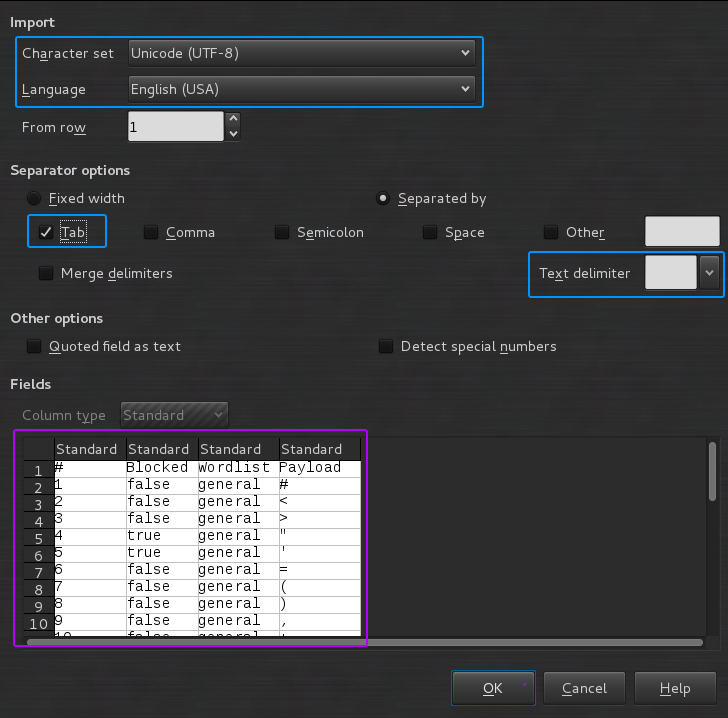 Import
Character set Unicode (UTF-8)
Language English (USA)
From row 1
Separator options
Fixed width Separated by
Tab Comma Semicolon Space Other
Merge delimiters Text delimiter
Other options
Quoted field as text Detect special numbers
Fields
Column type Standard
Standard Standard Standard Standard
1 # Blocked Wordlist Payload
2 1 false general #
3 2 false general <
4 3 false general >
5 4 true general "
6 5 true general '
7 6 false general =
8 7 false general (
9 8 false general )
10 9 false general ,
10 false general
OK Cancel Help